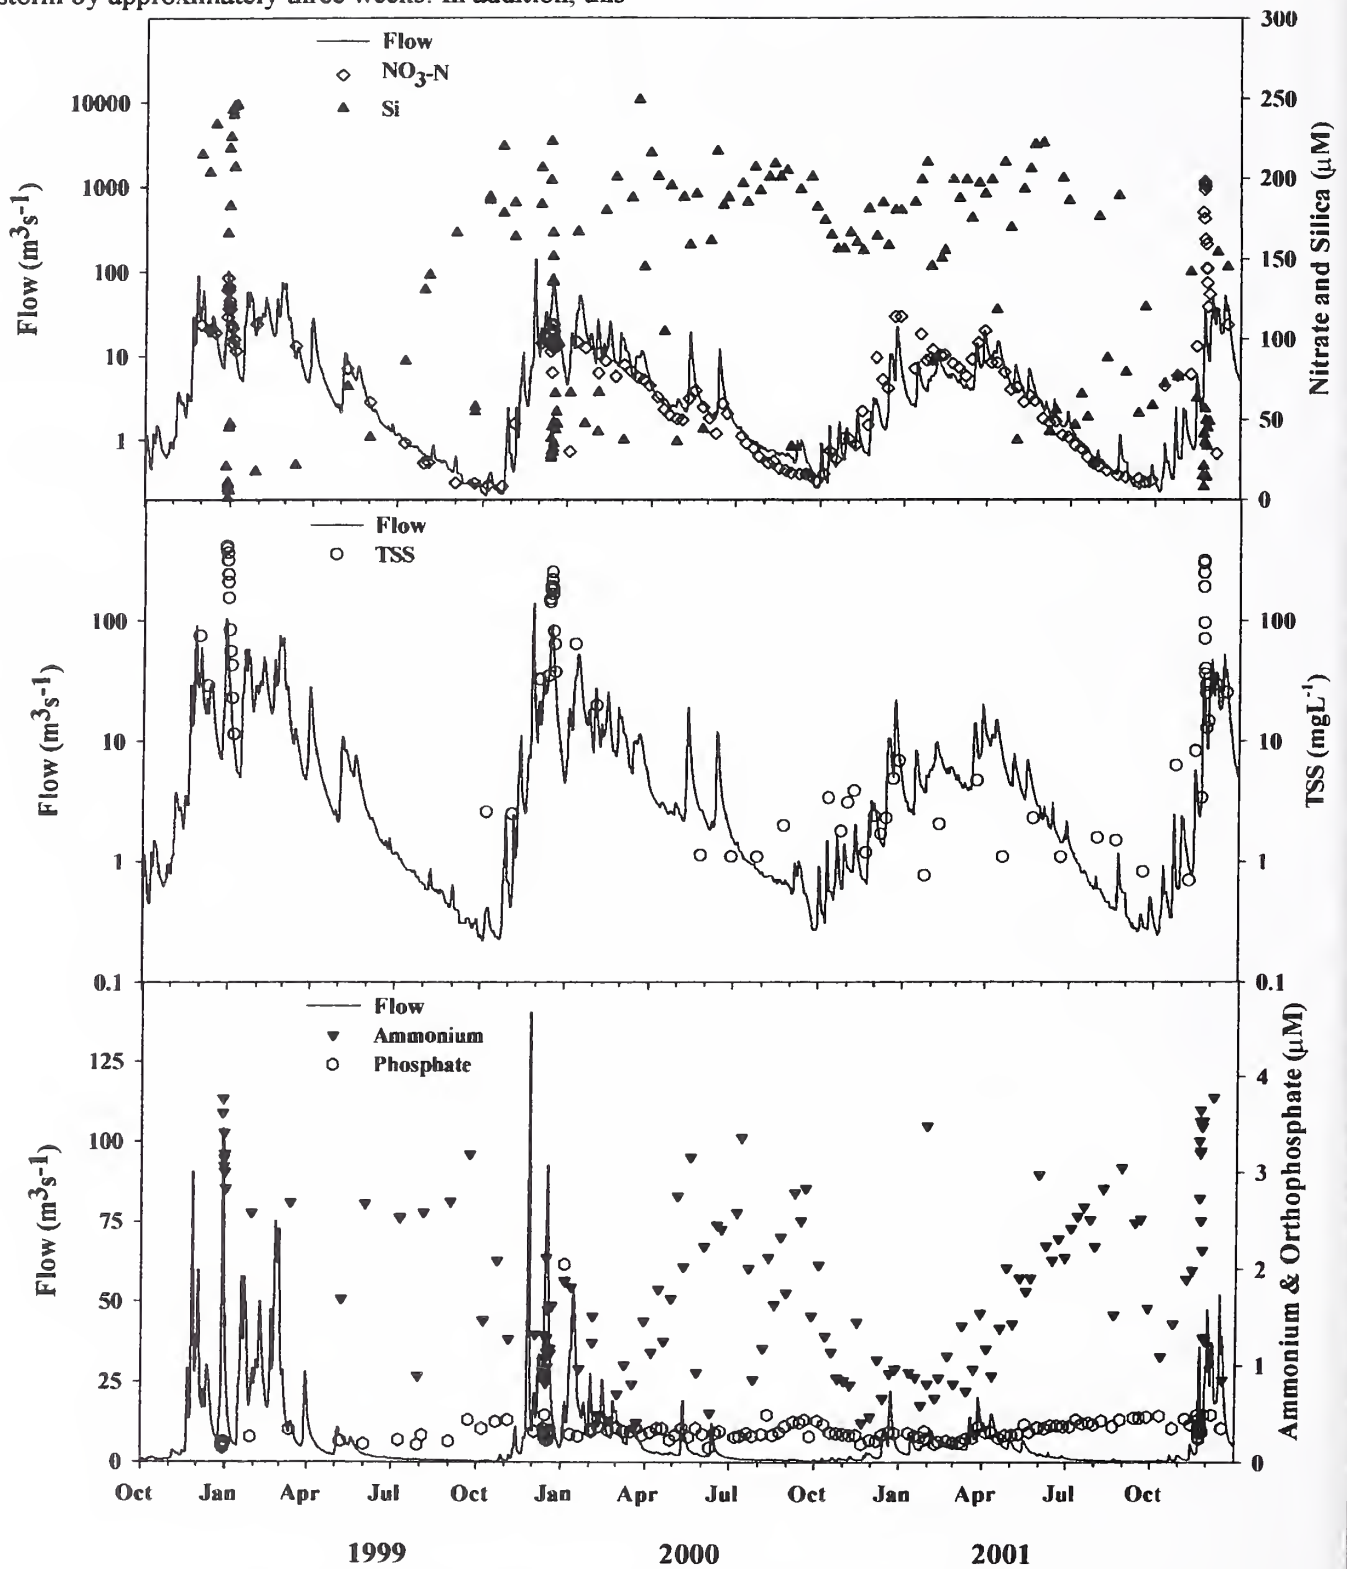 storm by approximately three weeks. In addition, this
Flow
NO3-N
Si
10000
1000
100
10
1
Flow (m3s-1)
300
250
200
150
100
50
0
Nitrate and Silica (µM)
Flow
TSS
100
10
1
0.1
Flow (m3s-1)
100
10
1
0.1
TSS (mgL-1)
Flow
Ammonium
Phosphate
125
100
75
50
25
0
Flow (m3s-1)
4
3
2
1
0
Ammonium & Orthophosphate (µM)
Oct Jan Apr Jul Oct Jan Apr Jul Oct Jan Apr Jul Oct
1999 2000 2001